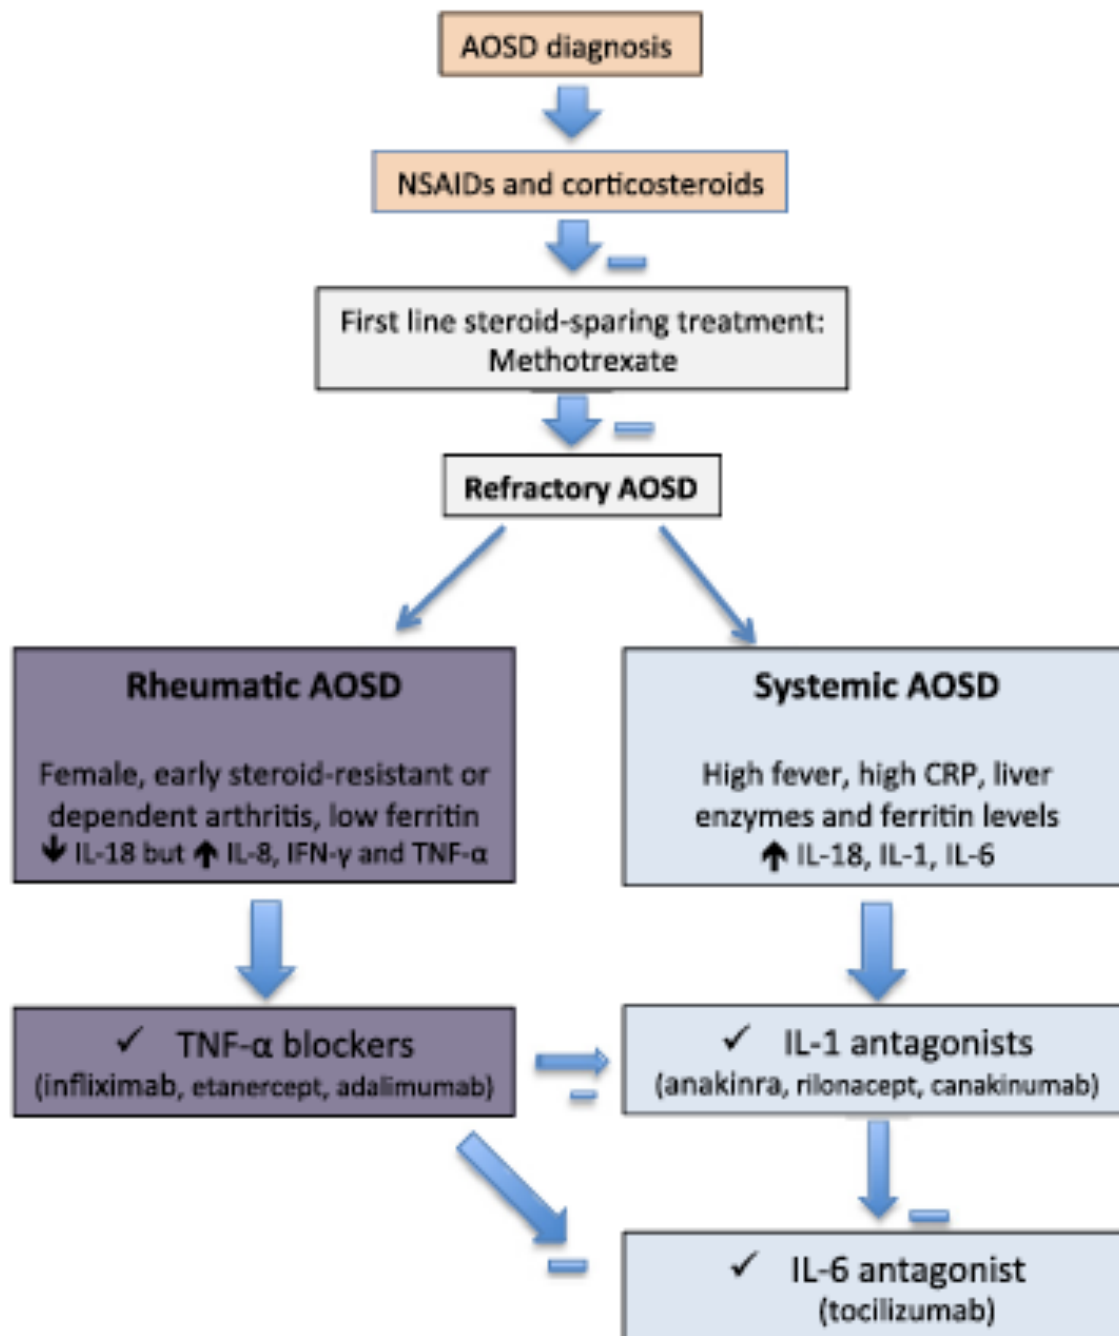 AOSD diagnosis
NSAIDs and corticosteroids
First line steroid-sparing treatment:
Methotrexate
Refractory AOSD
Rheumatic AOSD
Female, early steroid-resistant or
dependent arthritis, low ferritin
🡇 IL-18 but 🡅 IL-8, IFN-γ and TNF-α
Systemic AOSD
High fever, high CRP, liver
enzymes and ferritin levels
🡅 IL-18, IL-1, IL-6
✓ TNF-α blockers
(infliximab, etanercept, adalimumab)
✓ IL-1 antagonists
(anakinra, rilonacept, canakinumab)
✓ IL-6 antagonist
(tocilizumab)